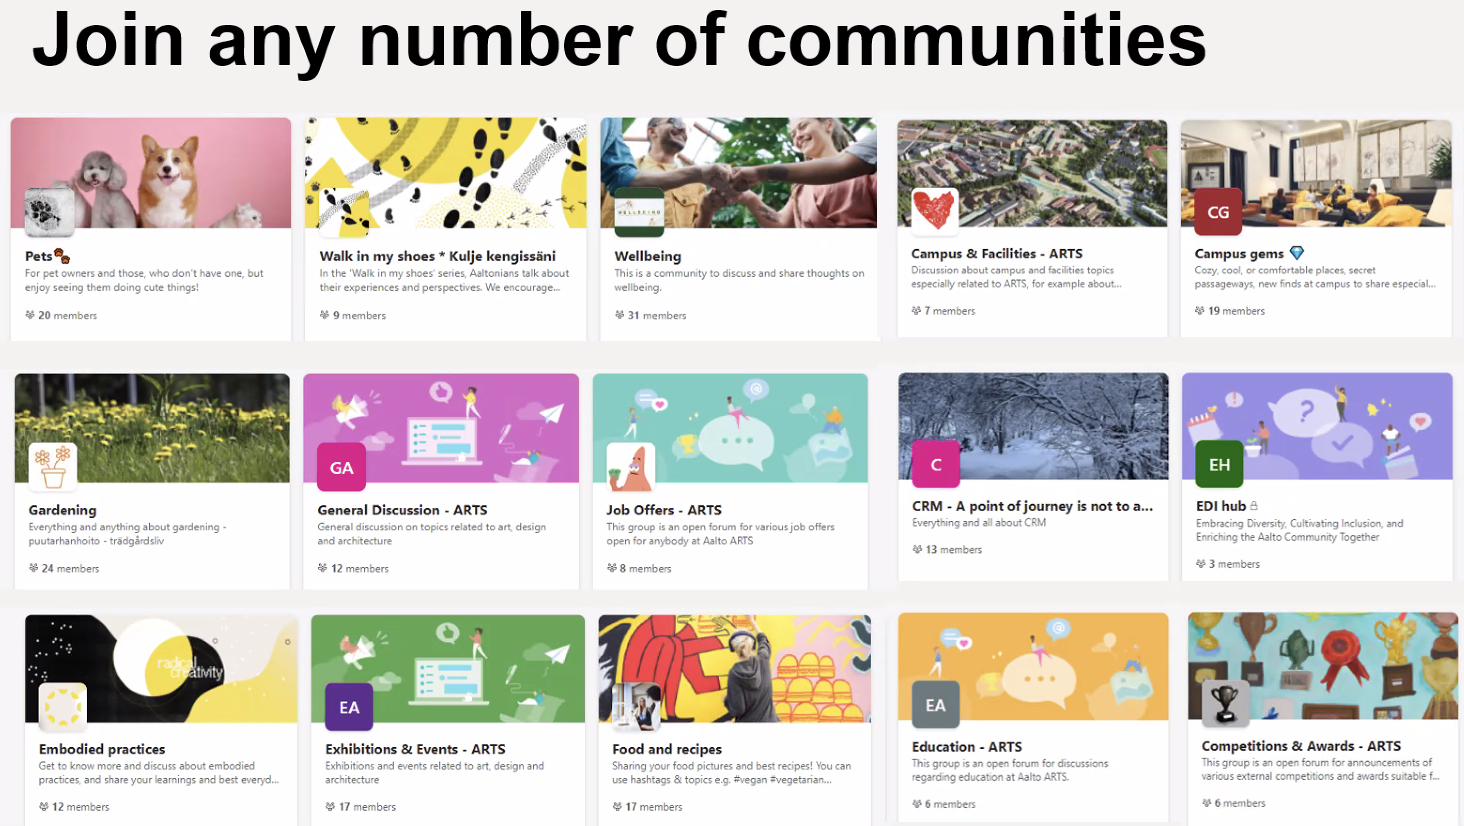 Join any number of communities
Pets🐾
For pet owners and those, who don't have one, but
enjoy seeing them doing cute things!
20 members
Walk in my shoes * Kulje kengissäni
In the 'Walk in my shoes' series, Aaltonians talk about
their experiences and perspectives. We encourage...
9 members
WELLBEING
Wellbeing
This is a community to discuss and share thoughts on
wellbeing.
31 members
Campus & Facilities - ARTS
Discussion about campus and facilities topics
especially related to ARTS, for example about...
7 members
CG
Campus gems 💎
Cozy, cool, or comfortable places, secret
passageways, new finds at campus to share especial...
19 members
Gardening
Everything and anything about gardening -
puutarhanhoito - trädgårdsliv
24 members
GA
General Discussion - ARTS
General discussion on topics related to art, design
and architecture
12 members
Job Offers - ARTS
This group is an open forum for various job offers
open for anybody at Aalto ARTS
8 members
C
CRM - A point of journey is not to a...
Everything and all about CRM
13 members
EH
EDI hub
Embracing Diversity, Cultivating Inclusion, and
Enriching the Aalto Community Together
3 members
radical
creativity
Embodied practices
Get to know more and discuss about embodied
practices, and share your learnings and best everyd...
12 members
EA
Exhibitions & Events - ARTS
Exhibitions and events related to art, design and
architecture
17 members
Food and recipes
Sharing your food pictures and best recipes! You can
use hashtags & topics e.g. #vegan #vegetarian...
17 members
EA
Education - ARTS
This group is an open forum for discussions
regarding education at Aalto ARTS.
6 members
Competitions & Awards - ARTS
This group is an open forum for announcements of
various external competitions and awards suitable f...
6 members